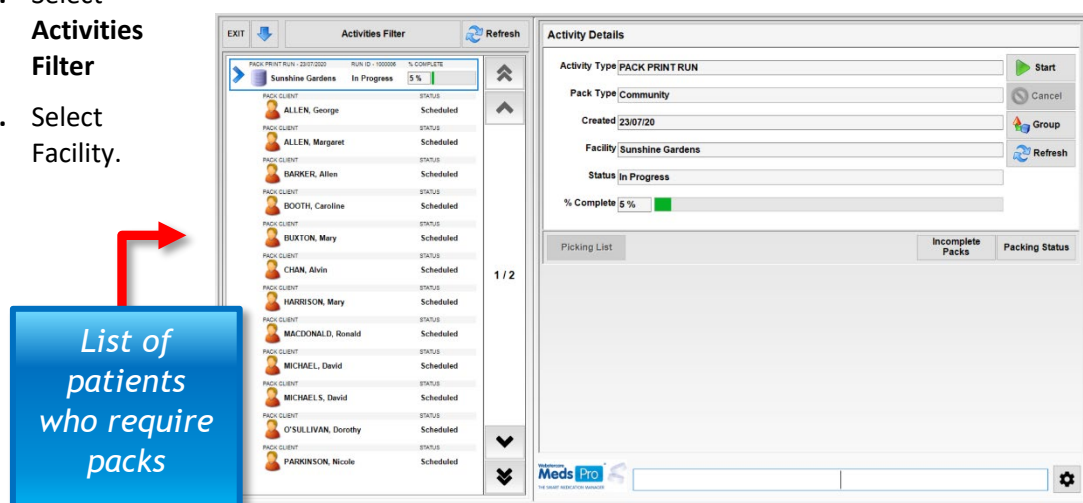 Select
Activities
Filter
Select
Facility.
List of
patients
who require
packs
EXIT
Activities Filter
Refresh
PACK PRINT RUN - 23/07/2020 RUN ID - 1000006 % COMPLETE
Sunshine Gardens In Progress 5 %
PACK CLIENT STATUS
ALLEN, George Scheduled
PACK CLIENT STATUS
ALLEN, Margaret Scheduled
PACK CLIENT STATUS
BARKER, Allen Scheduled
PACK CLIENT STATUS
BOOTH, Caroline Scheduled
PACK CLIENT STATUS
BUXTON, Mary Scheduled
PACK CLIENT STATUS
CHAN, Alvin Scheduled
PACK CLIENT STATUS
HARRISON, Mary Scheduled
PACK CLIENT STATUS
MACDONALD, Ronald Scheduled
PACK CLIENT STATUS
MICHAEL, David Scheduled
PACK CLIENT STATUS
MICHAELS, David Scheduled
PACK CLIENT STATUS
O'SULLIVAN, Dorothy Scheduled
PACK CLIENT STATUS
PARKINSON, Nicole Scheduled
1 / 2
Activity Details
Activity Type PACK PRINT RUN
Pack Type Community
Created 23/07/20
Facility Sunshine Gardens
Status In Progress
% Complete 5 %
Start
Cancel
Group
Refresh
Picking List
Incomplete
Packs
Packing Status
Webstercare
Meds Pro
THE SMART MEDICATION MANAGER